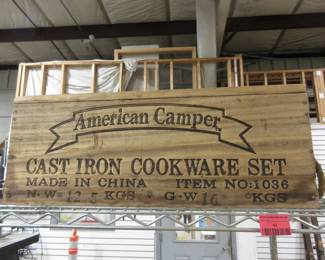 American Camper
CAST IRON COOKWARE SET
MADE IN CHINA ITEM NO:1036
N·W 12.5 KGS G·W 16 KGS